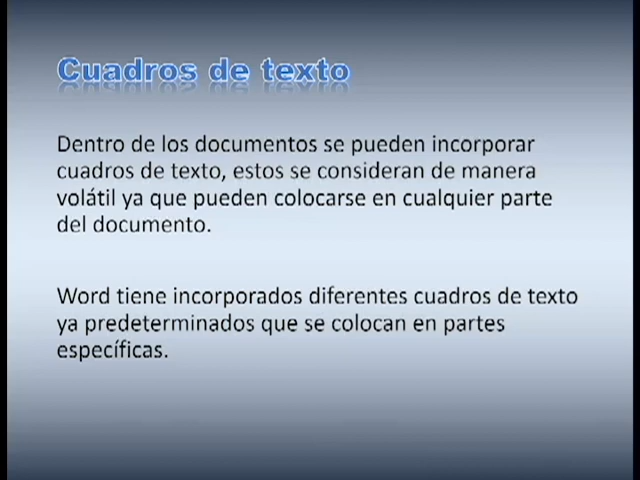 Cuadros de texto
Dentro de los documentos se pueden incorporar
cuadros de texto, estos se consideran de manera
volátil ya que pueden colocarse en cualquier parte
del documento.
Word tiene incorporados diferentes cuadros de texto
ya predeterminados que se colocan en partes
específicas.